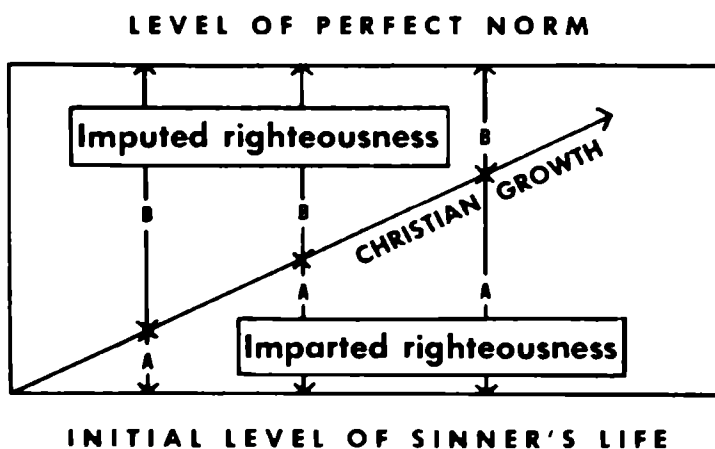 LEVEL OF PERFECT NORM
B
Imputed righteousness
B
B
CHRISTIAN GROWTH
A
A
Imparted righteousness
A
INITIAL LEVEL OF SINNER'S LIFE